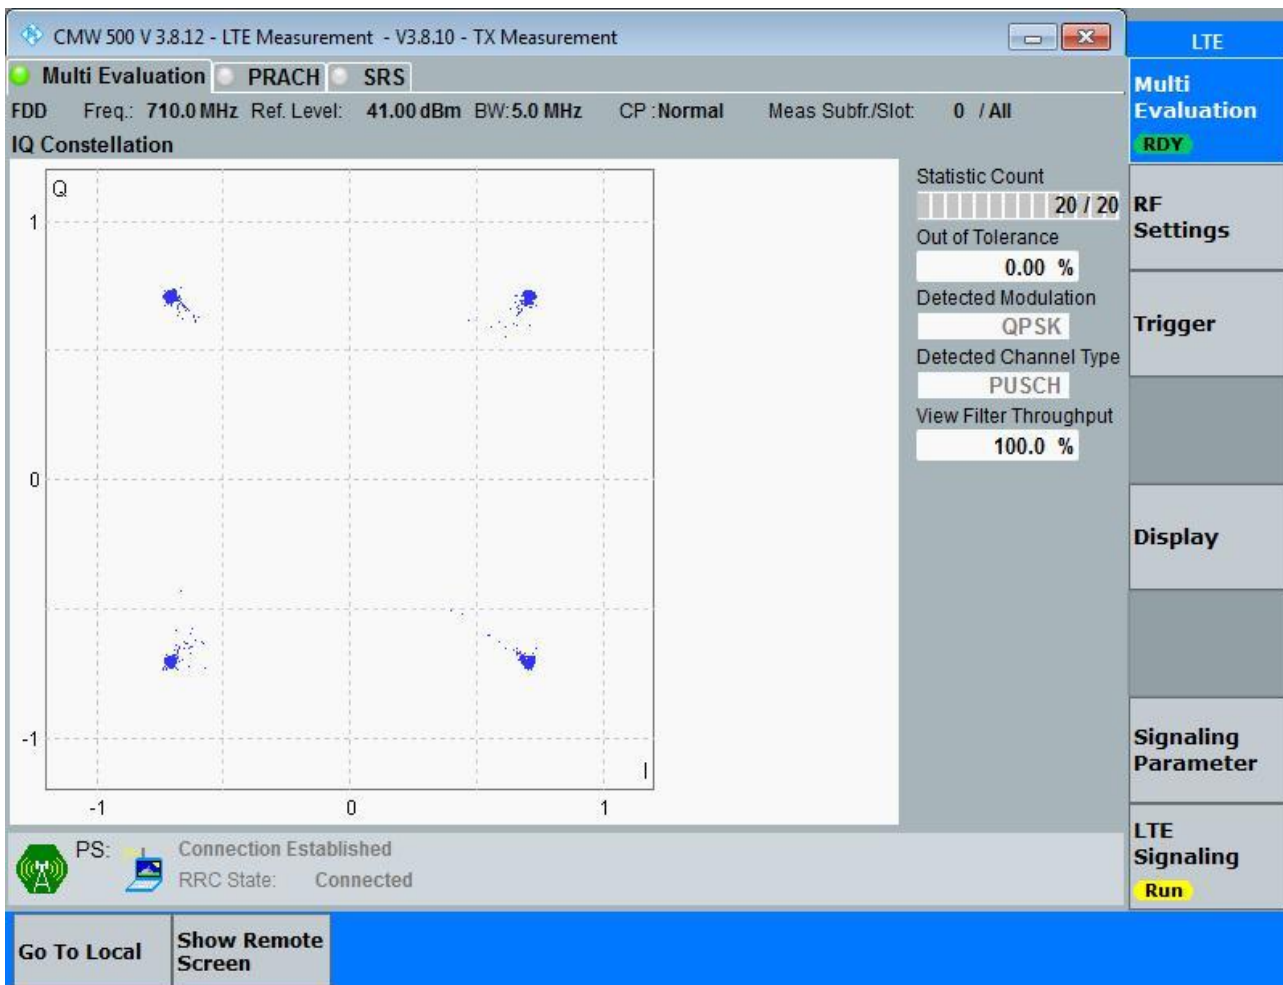 CMW 500 V 3.8.12 - LTE Measurement - V3.8.10 - TX Measurement
LTE
Multi Evaluation PRACH SRS
Multi
Evaluation
RDY
FDD Freq.: 710.0 MHz Ref. Level: 41.00 dBm BW: 5.0 MHz CP : Normal Meas Subfr./Slot: 0 / All
IQ Constellation
Q
1
0
-1
I
-1 0 1
Statistic Count
20 / 20
Out of Tolerance
0.00 %
Detected Modulation
QPSK
Detected Channel Type
PUSCH
View Filter Throughput
100.0 %
RF
Settings
Trigger
Display
Signaling
Parameter
LTE
Signaling
Run
PS: Connection Established
RRC State: Connected
Go To Local
Show Remote
Screen